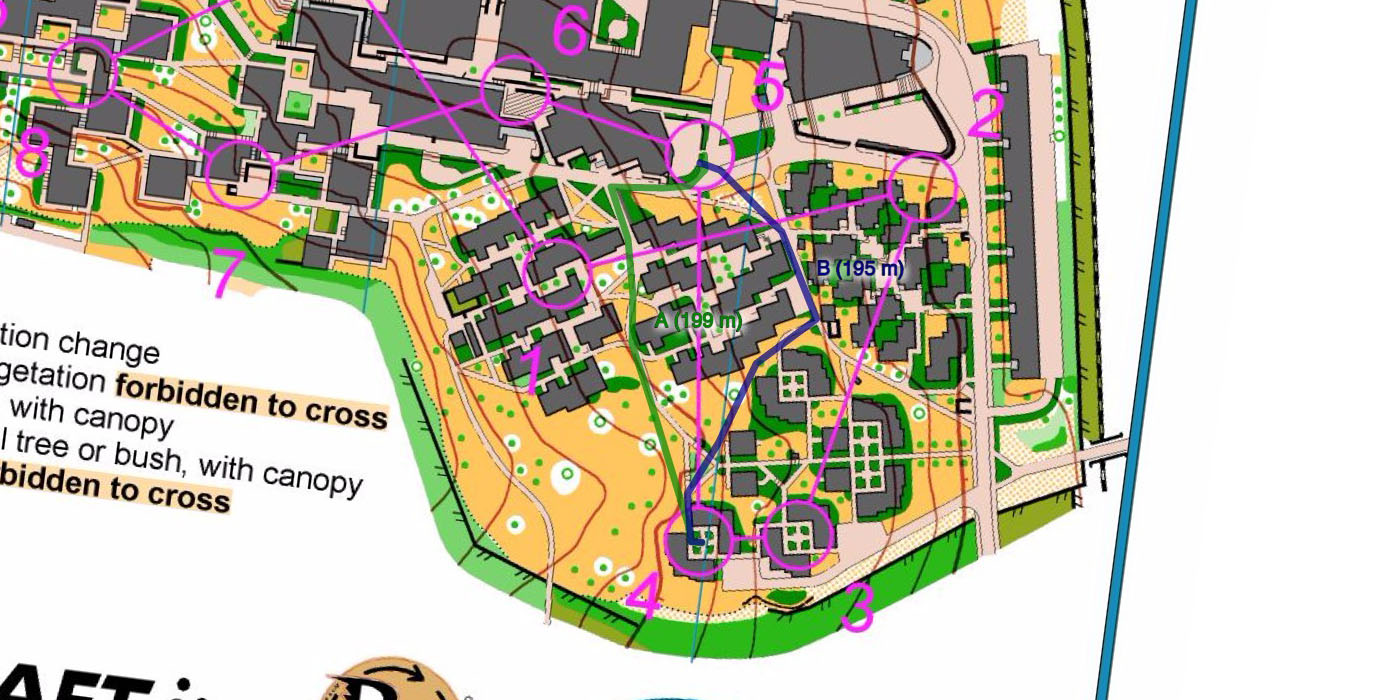 6
5
2
8
7
B (195 m)
A (199 m)
1
tion change
getation forbidden to cross
with canopy
l tree or bush, with canopy
bidden to cross
4
3